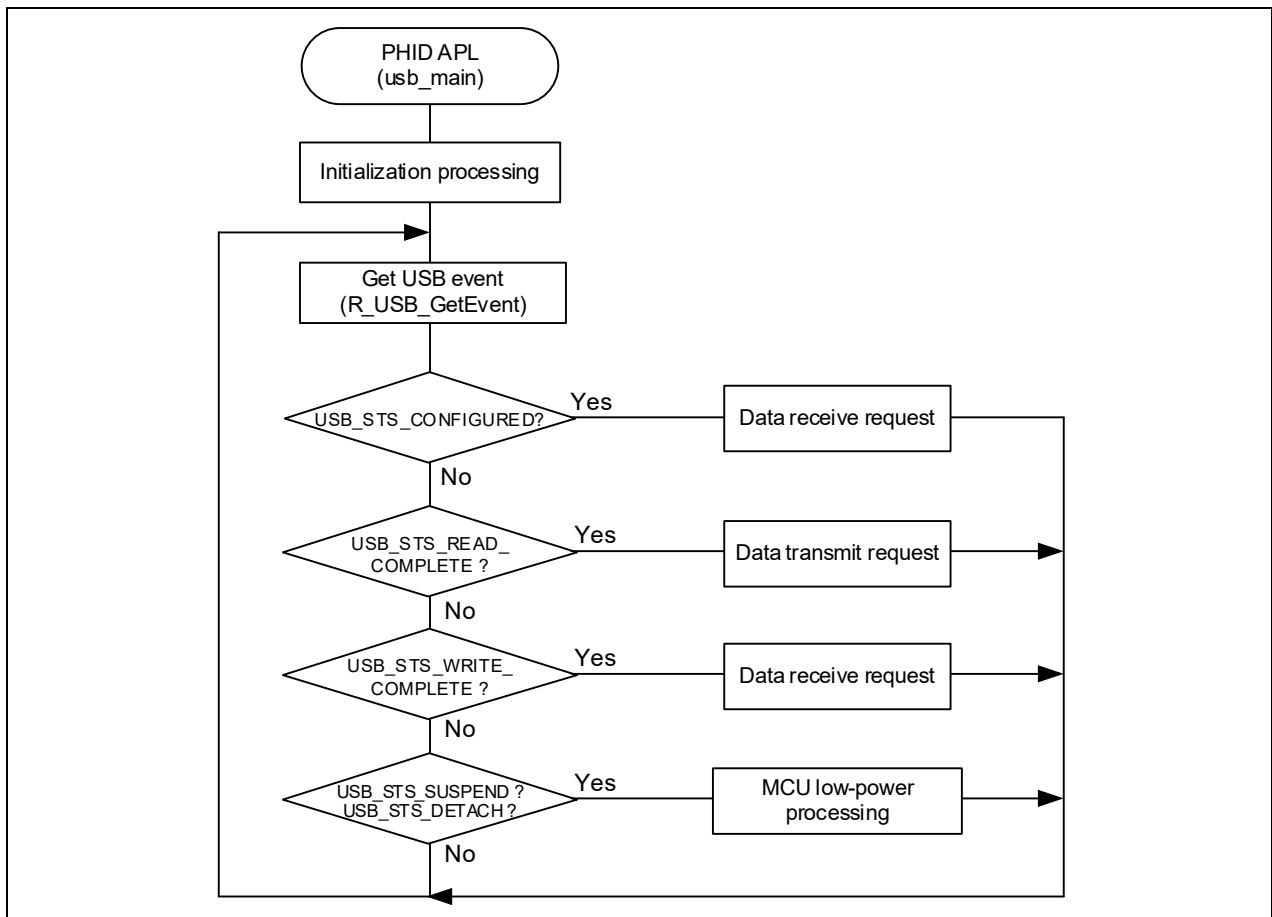 PHID APL
(usb_main)
Initialization processing
Get USB event
(R_USB_GetEvent)
USB_STS_CONFIGURED?
Yes
Data receive request
No
USB_STS_READ_
COMPLETE ?
Yes
Data transmit request
No
USB_STS_WRITE_
COMPLETE ?
Yes
Data receive request
No
USB_STS_SUSPEND ?
USB_STS_DETACH ?
Yes
MCU low-power
processing
No